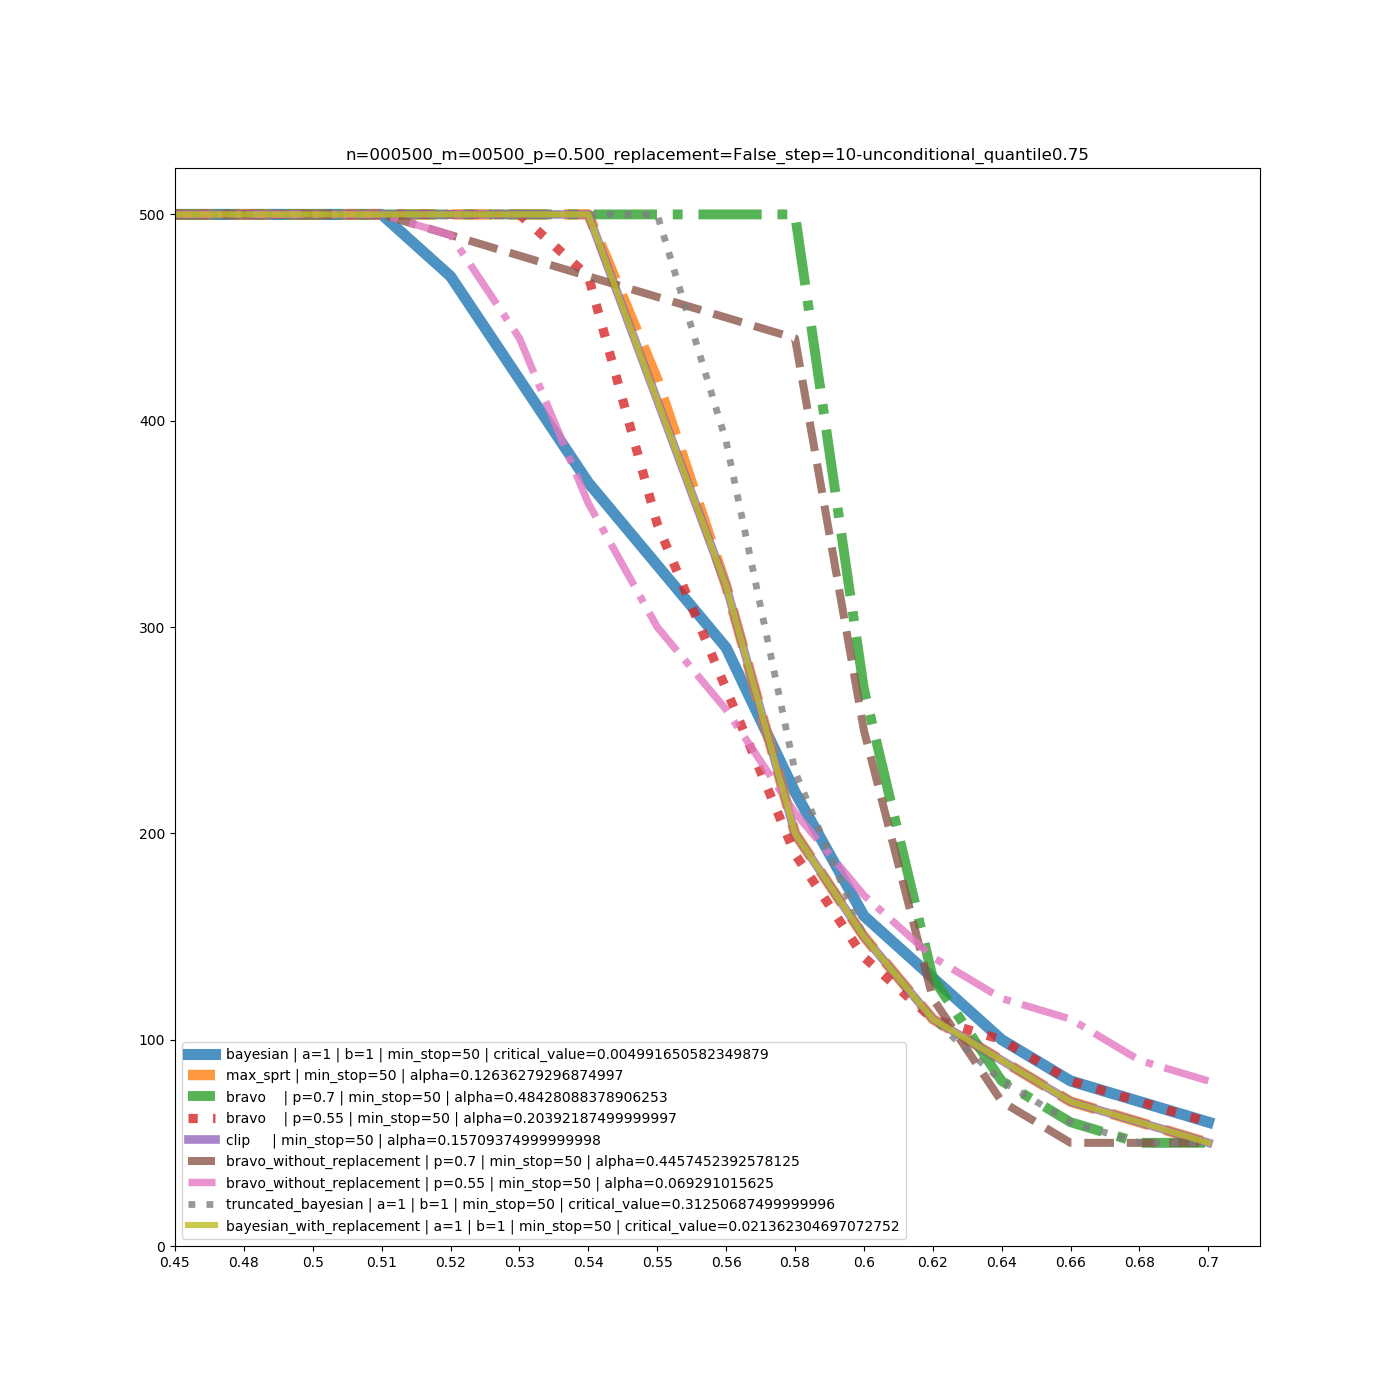 n=000500_m=00500_p=0.500_replacement=False_step=10-unconditional_quantile0.75
500
400
300
200
100
0
bayesian | a=1 | b=1 | min_stop=50 | critical_value=0.004991650582349879
max_sprt | min_stop=50 | alpha=0.12636279296874997
bravo | p=0.7 | min_stop=50 | alpha=0.48428088378906253
bravo | p=0.55 | min_stop=50 | alpha=0.20392187499999997
clip | min_stop=50 | alpha=0.15709374999999998
bravo_without_replacement | p=0.7 | min_stop=50 | alpha=0.4457452392578125
bravo_without_replacement | p=0.55 | min_stop=50 | alpha=0.069291015625
truncated_bayesian | a=1 | b=1 | min_stop=50 | critical_value=0.31250687499999996
bayesian_with_replacement | a=1 | b=1 | min_stop=50 | critical_value=0.021362304697072752
0.45 0.48 0.5 0.51 0.52 0.53 0.54 0.55 0.56 0.58 0.6 0.62 0.64 0.66 0.68 0.7